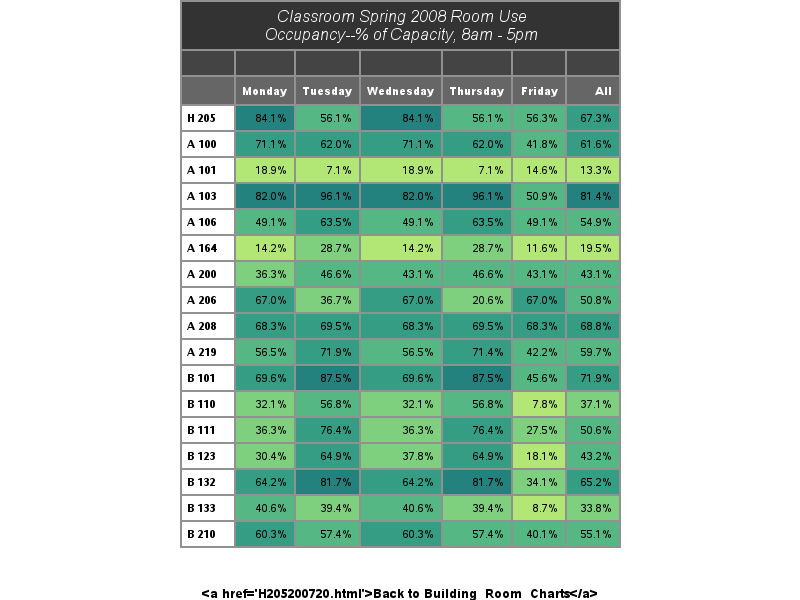 Classroom Spring 2008 Room Use
Occupancy--% of Capacity, 8am - 5pm
Monday Tuesday Wednesday Thursday Friday All
H 205 84.1% 56.1% 84.1% 56.1% 56.3% 67.3%
A 100 71.1% 62.0% 71.1% 62.0% 41.8% 61.6%
A 101 18.9% 7.1% 18.9% 7.1% 14.6% 13.3%
A 103 82.0% 96.1% 82.0% 96.1% 50.9% 81.4%
A 106 49.1% 63.5% 49.1% 63.5% 49.1% 54.9%
A 164 14.2% 28.7% 14.2% 28.7% 11.6% 19.5%
A 200 36.3% 46.6% 43.1% 46.6% 43.1% 43.1%
A 206 67.0% 36.7% 67.0% 20.6% 67.0% 50.8%
A 208 68.3% 69.5% 68.3% 69.5% 68.3% 68.8%
A 219 56.5% 71.9% 56.5% 71.4% 42.2% 59.7%
B 101 69.6% 87.5% 69.6% 87.5% 45.6% 71.9%
B 110 32.1% 56.8% 32.1% 56.8% 7.8% 37.1%
B 111 36.3% 76.4% 36.3% 76.4% 27.5% 50.6%
B 123 30.4% 64.9% 37.8% 64.9% 18.1% 43.2%
B 132 64.2% 81.7% 64.2% 81.7% 34.1% 65.2%
B 133 40.6% 39.4% 40.6% 39.4% 8.7% 33.8%
B 210 60.3% 57.4% 60.3% 57.4% 40.1% 55.1%
<a href='H205200720.html'>Back to Building Room Charts</a>